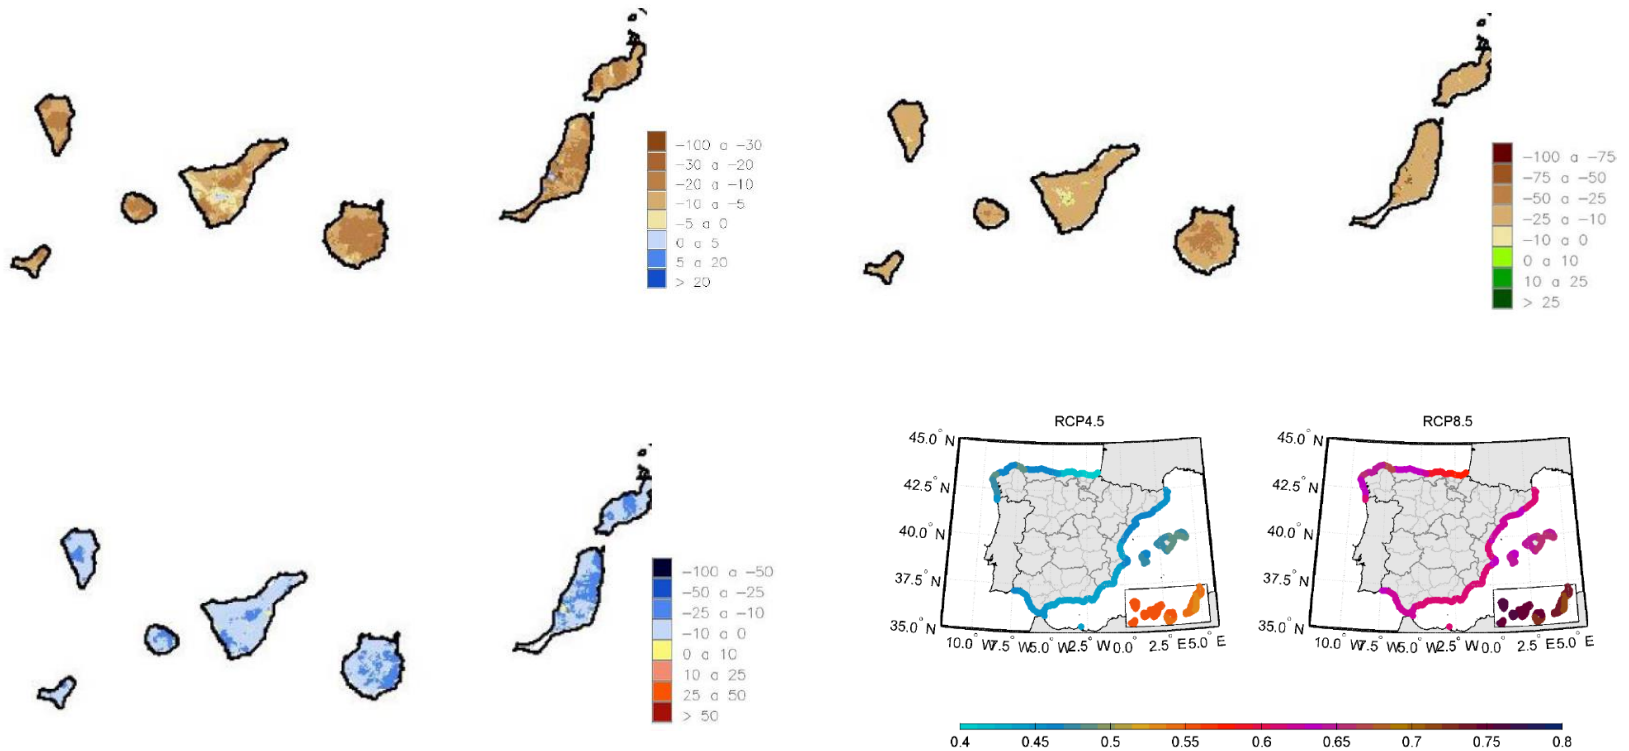 -100 a -30
-30 a -20
-20 a -10
-10 a -5
-5 a 0
0 a 5
5 a 20
> 20
-100 a -75
-75 a -50
-50 a -25
-25 a -10
-10 a 0
0 a 10
10 a 25
> 25
-100 a -50
-50 a -25
-25 a -10
-10 a 0
0 a 10
10 a 25
25 a 50
> 50
RCP4.5
45.0° N
42.5° N
40.0° N
37.5° N
35.0° N
10.0° W 7.5° W 5.0° W 2.5° W 0.0° 2.5° E 5.0° E
RCP8.5
45.0° N
42.5° N
40.0° N
37.5° N
35.0° N
10.0° W 7.5° W 5.0° W 2.5° W 0.0° 2.5° E 5.0° E
0.4 0.45 0.5 0.55 0.6 0.65 0.7 0.75 0.8